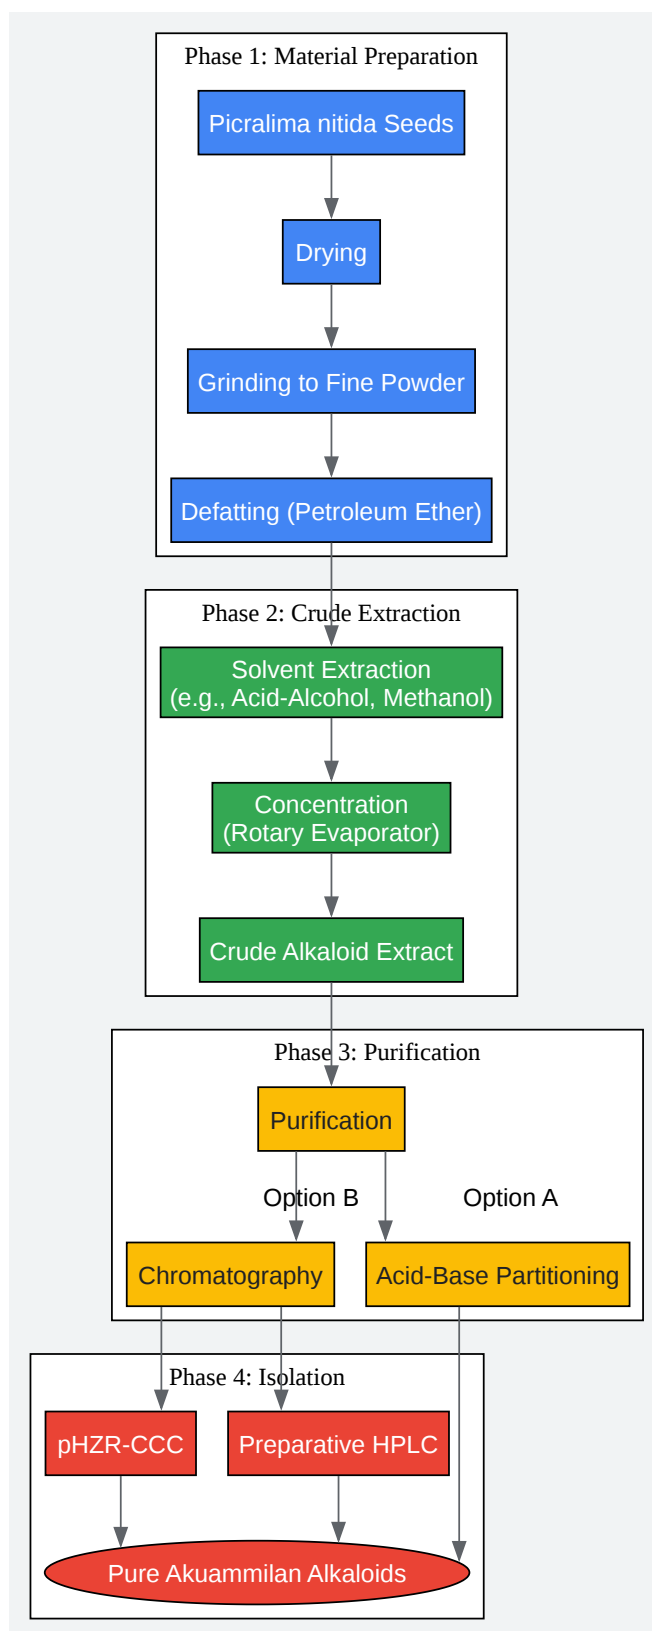 Phase 1: Material Preparation
Picralima nitida Seeds
Drying
Grinding to Fine Powder
Defatting (Petroleum Ether)
Phase 2: Crude Extraction
Solvent Extraction
(e.g., Acid-Alcohol, Methanol)
Concentration
(Rotary Evaporator)
Crude Alkaloid Extract
Phase 3: Purification
Purification
Option B
Option A
Chromatography
Acid-Base Partitioning
Phase 4: Isolation
pHZR-CCC
Preparative HPLC
Pure Akuammilan Alkaloids